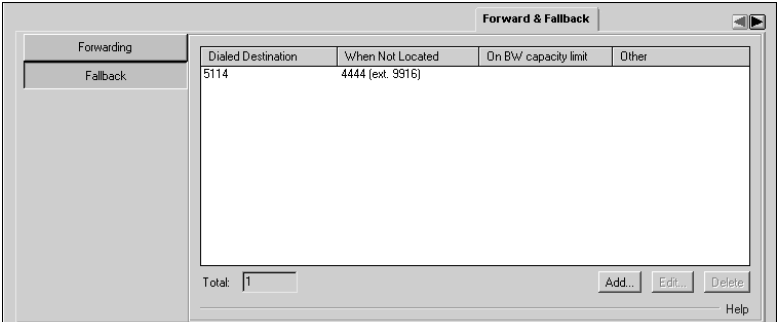 Forward & Fallback
Forwarding
Fallback
Dialed Destination When Not Located On BW capacity limit Other
5114 4444 (ext. 9916)
Total: 1
Add... Edit... Delete
Help